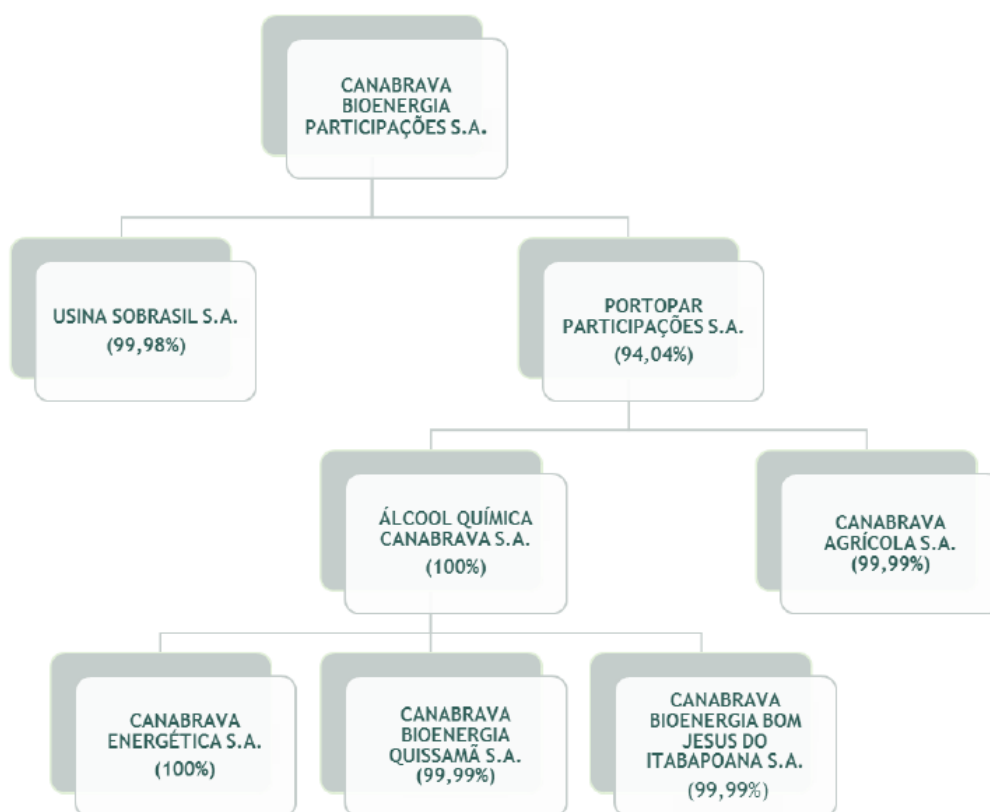 CANABRAVA
BIOENERGIA
PARTICIPAÇÕES S.A.
USINA SOBRASIL S.A.
(99,98%)
PORTOPAR
PARTICIPAÇÕES S.A.
(94,04%)
ÁLCOOL QUÍMICA
CANABRAVA S.A.
(100%)
CANABRAVA
AGRÍCOLA S.A.
(99,99%)
CANABRAVA
ENERGÉTICA S.A.
(100%)
CANABRAVA
BIOENERGIA
QUISSAMÃ S.A.
(99,99%)
CANABRAVA
BIOENERGIA BOM
JESUS DO
ITABAPOANA S.A.
(99,99%)